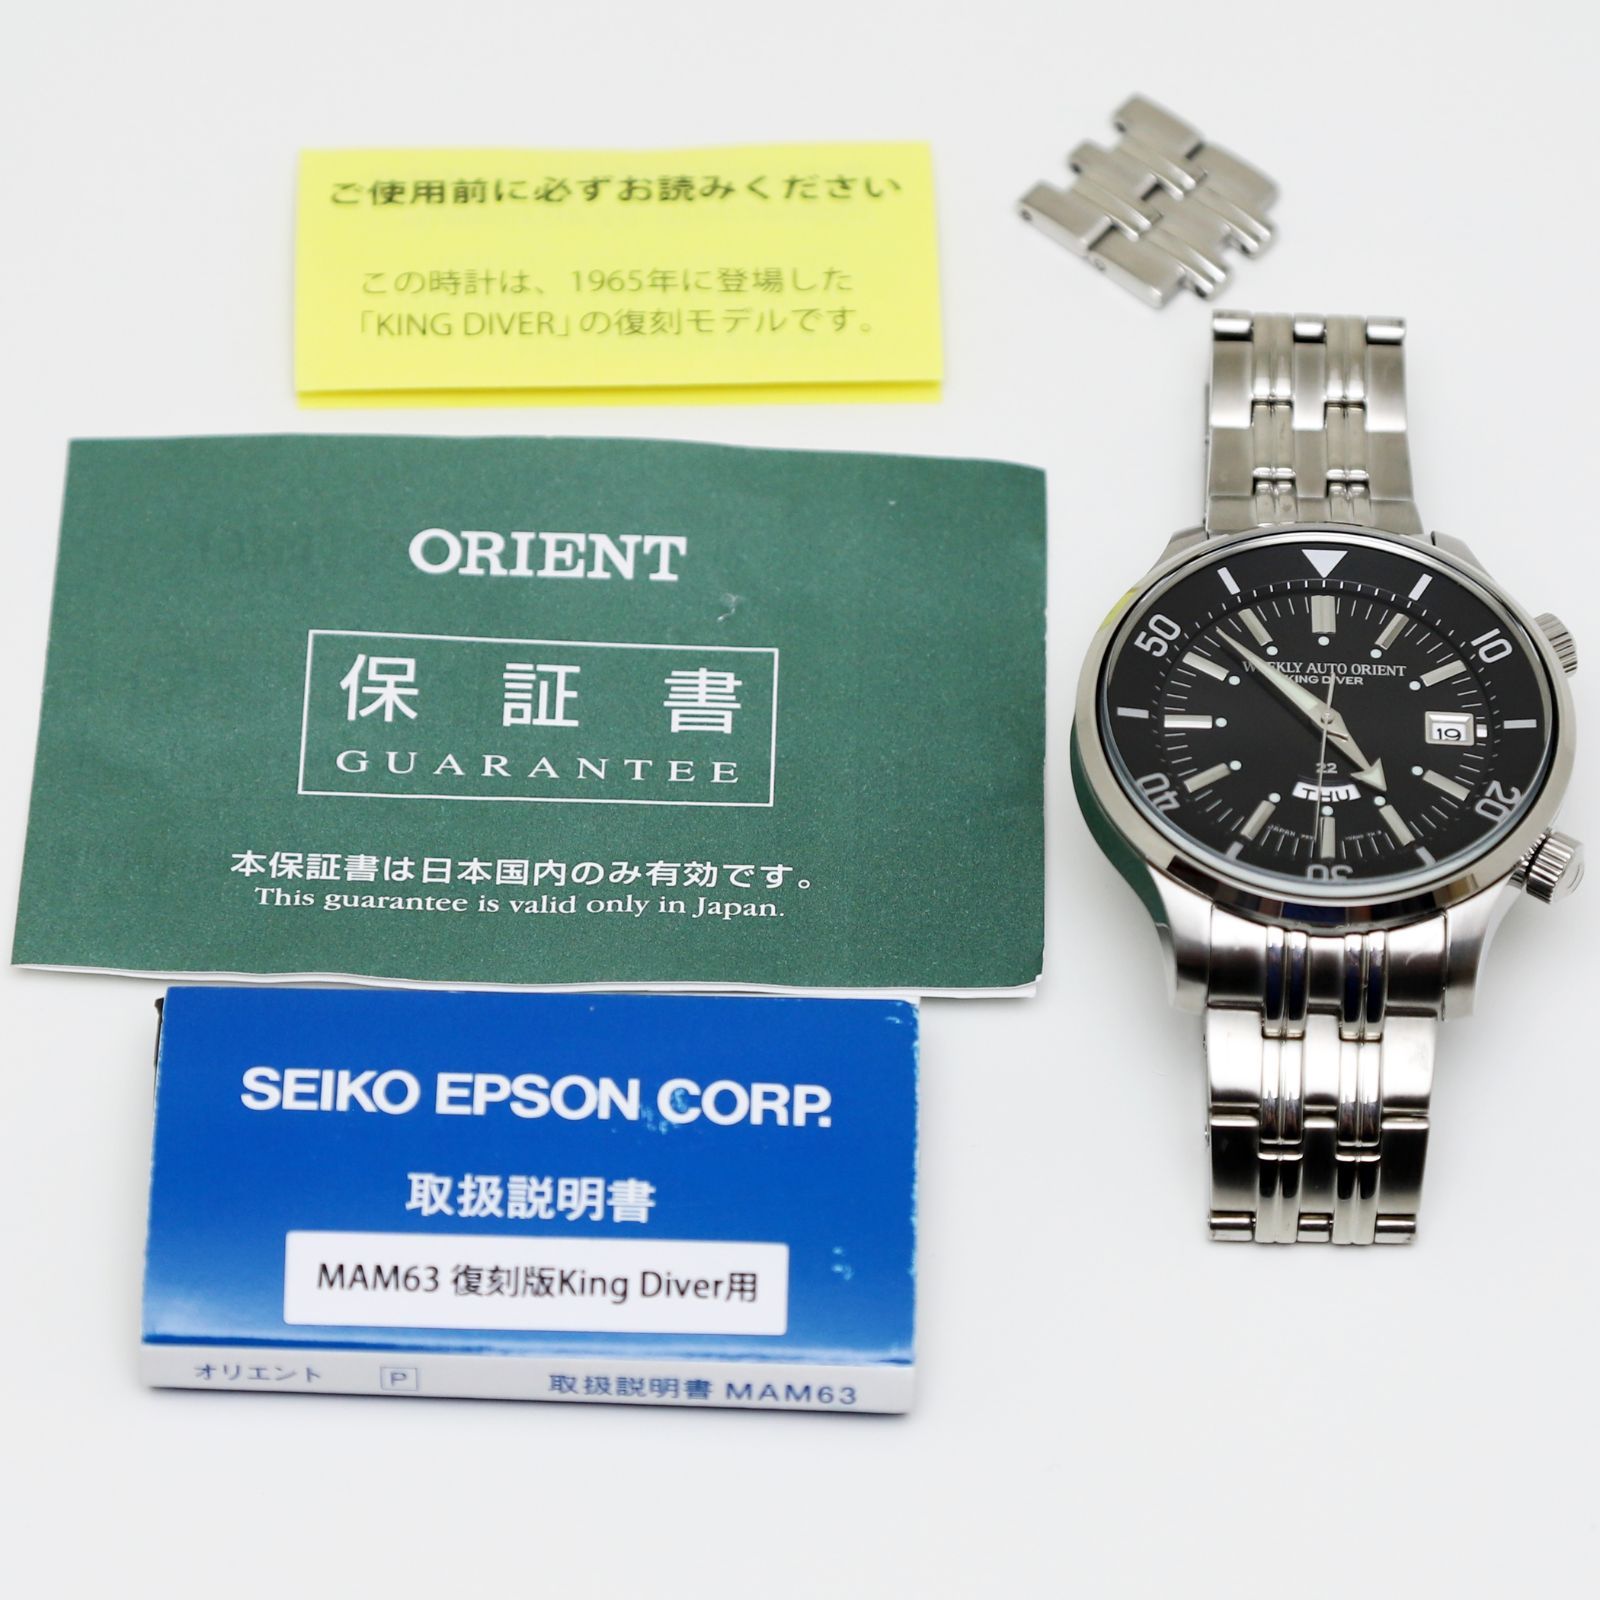 ご使用前に必ずお読みください
この時計は、1965年に登場した
「KING DIVER」の復刻モデルです。
ORIENT
保証書
GUARANTEE
本保証書は日本国内のみ有効です。
This guarantee is valid only in Japan.
SEIKO EPSON CORP.
取扱説明書
MAM63 復刻版King Diver用
オリエント P 取扱説明書 MAM63
WEEKLY AUTO ORIENT
KING DIVER
10
20
30
40
50
19
22
THU
JAPAN